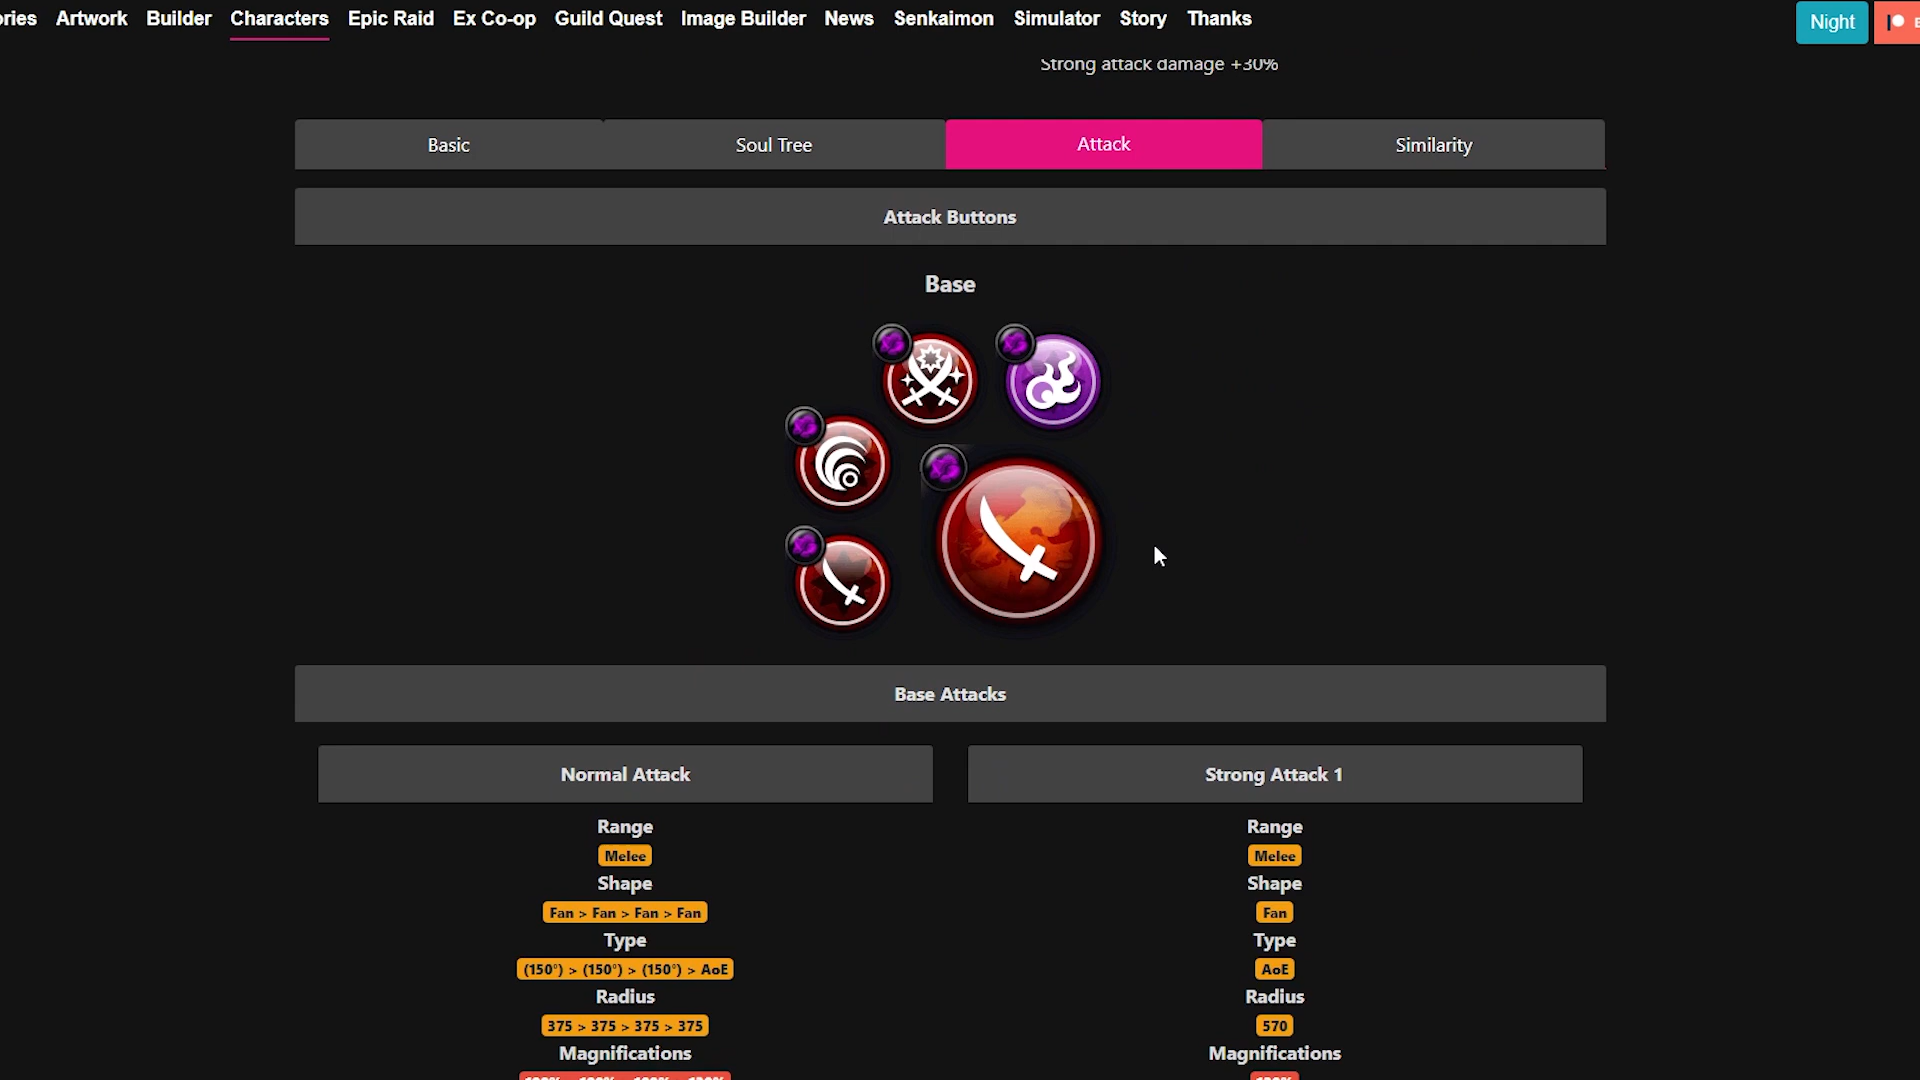 Artwork Builder Characters Epic Raid Ex Co-op Guild Quest Image Builder News Senkaimon Simulator Story Thanks Night
Strong attack damage +30%
Basic Soul Tree Attack Similarity
Attack Buttons
Base
Base Attacks
Normal Attack Strong Attack 1
Range Range
Melee Melee
Shape Shape
Fan > Fan > Fan > Fan Fan
Type Type
(150°) > (150°) > (150°) > AoE AoE
Radius Radius
375 > 375 > 375 > 375 570
Magnifications Magnifications